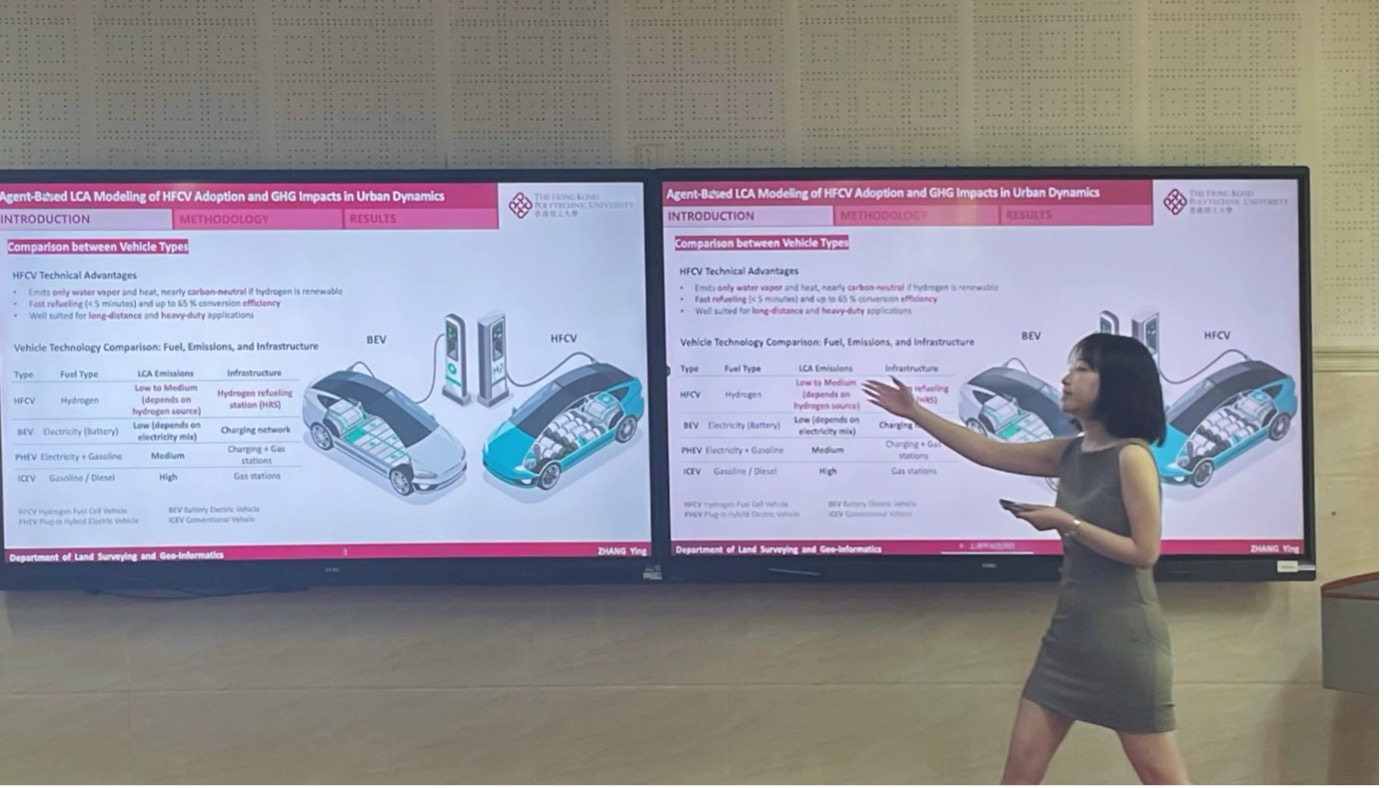 Agent-Based LCA Modeling of HFCV Adoption and GHG Impacts in Urban Dynamics
THE HONG KONG
POLYTECHNIC UNIVERSITY
香港理工大學
INTRODUCTION
METHODOLOGY
RESULTS
Comparison between Vehicle Types
HFCV Technical Advantages
• Emits only water vapor and heat, nearly carbon-neutral if hydrogen is renewable
• Fast refueling (< 5 minutes) and up to 65 % conversion efficiency
• Well suited for long-distance and heavy-duty applications
Vehicle Technology Comparison: Fuel, Emissions, and Infrastructure
BEV
HFCV
H2
Type Fuel Type LCA Emissions Infrastructure
HFCV Hydrogen Low to Medium (depends on hydrogen source) Hydrogen refueling station (HRS)
BEV Electricity (Battery) Low (depends on electricity mix) Charging network
PHEV Electricity + Gasoline Medium Charging + Gas stations
ICEV Gasoline / Diesel High Gas stations
HFCV Hydrogen Fuel Cell Vehicle BEV Battery Electric Vehicle
PHEV Plug-in Hybrid Electric Vehicle ICEV Conventional Vehicle
Department of Land Surveying and Geo-Informatics
3
ZHANG Ying
Agent-Based LCA Modeling of HFCV Adoption and GHG Impacts in Urban Dynamics
THE HONG KONG
POLYTECHNIC UNIVERSITY
香港理工大學
INTRODUCTION
METHODOLOGY
RESULTS
Comparison between Vehicle Types
HFCV Technical Advantages
• Emits only water vapor and heat, nearly carbon-neutral if hydrogen is renewable
• Fast refueling (< 5 minutes) and up to 65 % conversion efficiency
• Well suited for long-distance and heavy-duty applications
Vehicle Technology Comparison: Fuel, Emissions, and Infrastructure
BEV
HFCV
Type Fuel Type LCA Emissions Infrastructure
HFCV Hydrogen Low to Medium (depends on hydrogen source) refueling (HRS)
BEV Electricity (Battery) Low (depends on electricity mix) Charging
PHEV Electricity + Gasoline Medium Charging + Gas stations
ICEV Gasoline / Diesel High Gas stations
HFCV Hydrogen Fuel Cell Vehicle BEV Battery Electric Vehicle
PHEV Plug-in Hybrid Electric Vehicle ICEV Conventional Vehicle
Department of Land Surveying and Geo-Informatics
ZHANG Ying